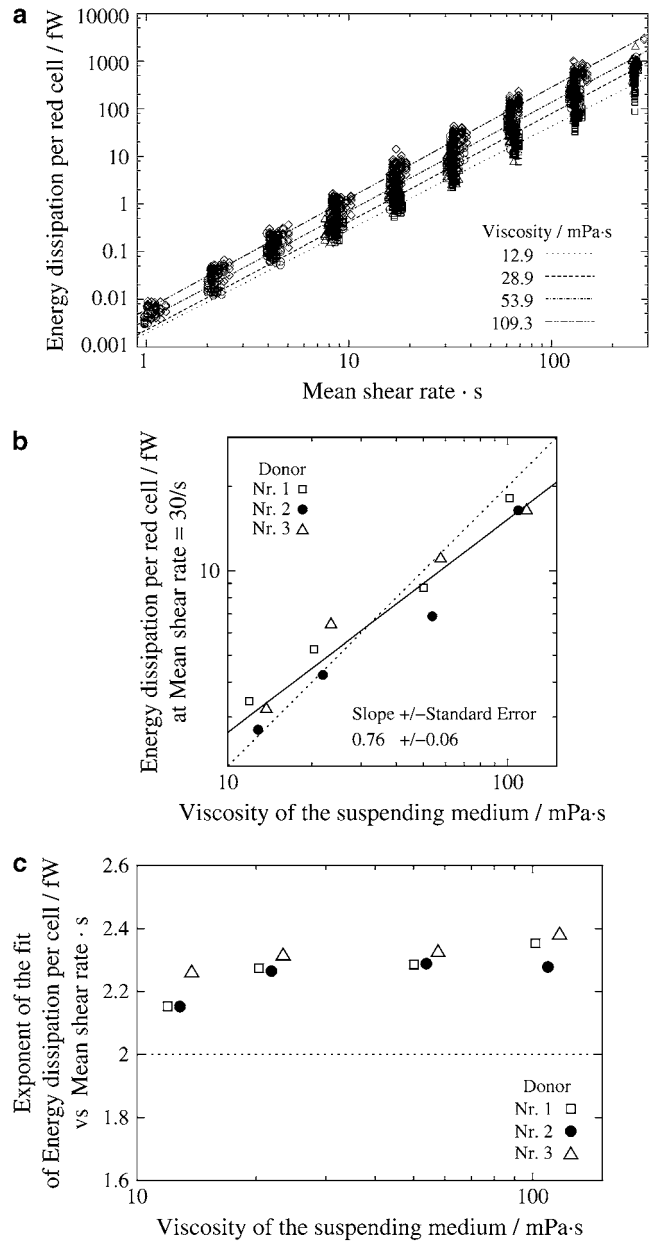 a
Energy dissipation per red cell / fW
10000
1000
100
10
1
0.1
0.01
0.001
Viscosity / mPa·s
12.9
28.9
53.9
109.3
1
10
100
Mean shear rate · s
b
Energy dissipation per red cell / fW
at Mean shear rate = 30/s
Donor
Nr. 1
Nr. 2
Nr. 3
10
Slope +/−Standard Error
0.76 +/−0.06
10
100
Viscosity of the suspending medium / mPa·s
c
Exponent of the fit
of Energy dissipation per cell / fW
vs Mean shear rate · s
2.6
2.4
2.2
2
1.8
1.6
Donor
Nr. 1
Nr. 2
Nr. 3
10
100
Viscosity of the suspending medium / mPa·s